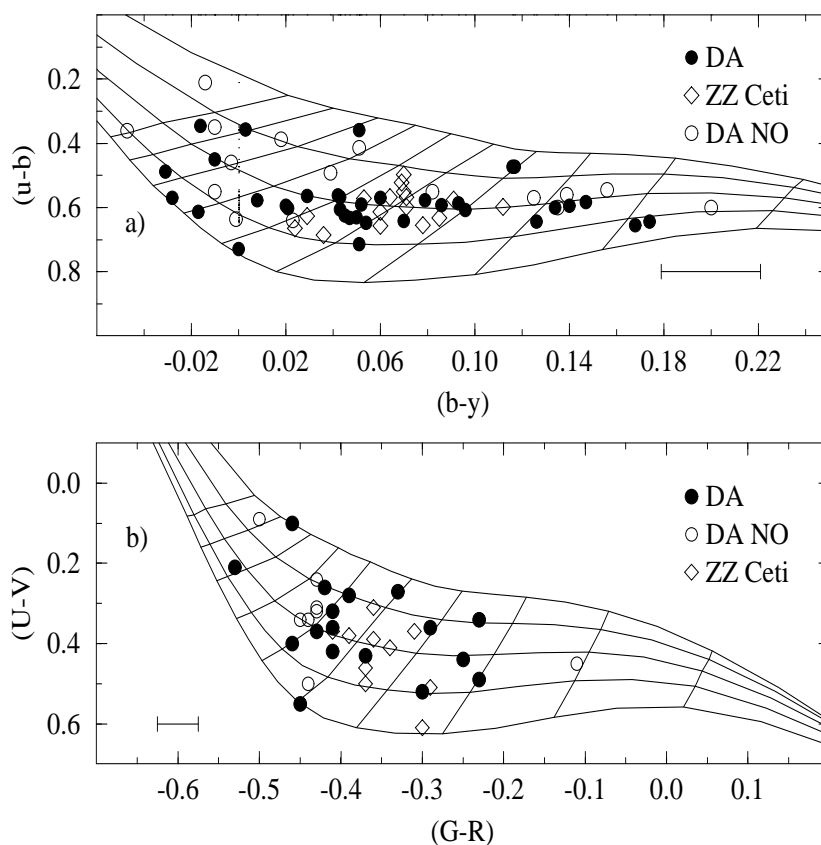 DA
ZZ Ceti
DA NO
0.2
0.4
0.6
0.8
(u-b)
a)
-0.02 0.02 0.06 0.10 0.14 0.18 0.22
(b-y)
DA
DA NO
ZZ Ceti
0.0
0.2
0.4
0.6
(U-V)
b)
-0.6 -0.5 -0.4 -0.3 -0.2 -0.1 0.0 0.1
(G-R)